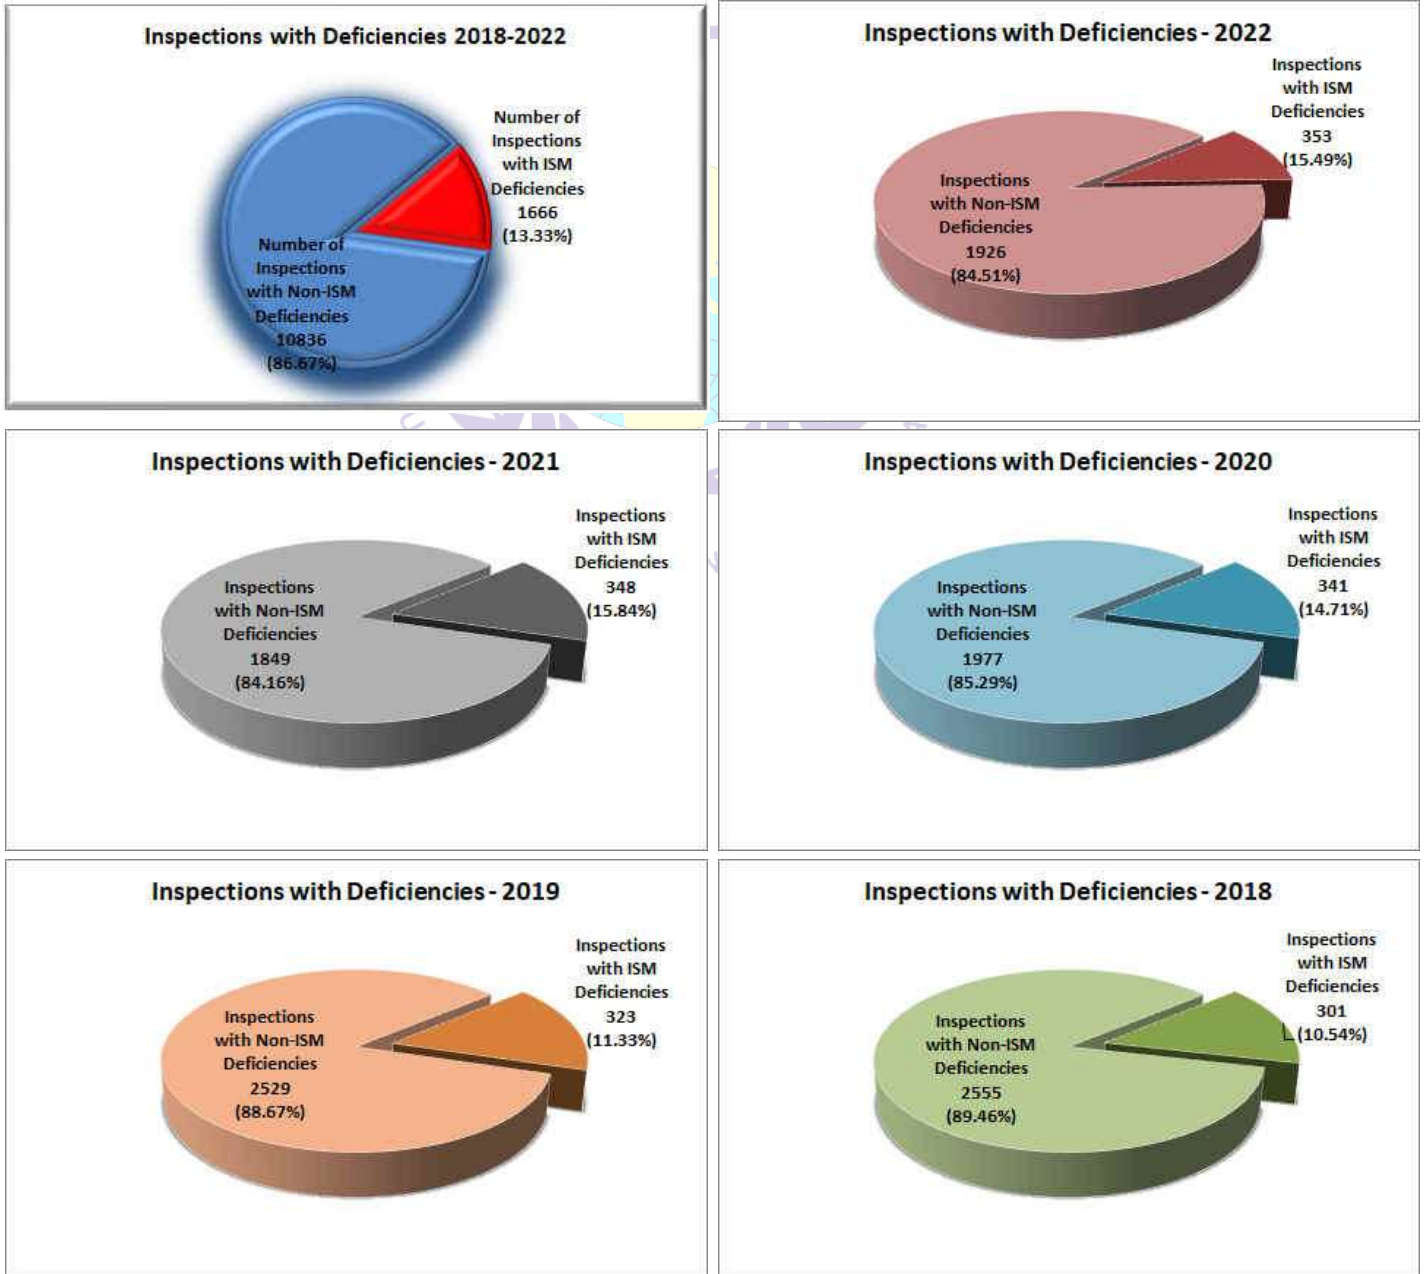 Inspections with Deficiencies 2018-2022
Number of
Inspections
with ISM
Deficiencies
1666
(13.33%)
Number of
Inspections
with Non-ISM
Deficiencies
10836
(86.67%)
Inspections with Deficiencies - 2022
Inspections
with ISM
Deficiencies
353
(15.49%)
Inspections
with Non-ISM
Deficiencies
1926
(84.51%)
Inspections with Deficiencies - 2021
Inspections
with ISM
Deficiencies
348
(15.84%)
Inspections
with Non-ISM
Deficiencies
1849
(84.16%)
Inspections with Deficiencies - 2020
Inspections
with ISM
Deficiencies
341
(14.71%)
Inspections
with Non-ISM
Deficiencies
1977
(85.29%)
Inspections with Deficiencies - 2019
Inspections
with ISM
Deficiencies
323
(11.33%)
Inspections
with Non-ISM
Deficiencies
2529
(88.67%)
Inspections with Deficiencies - 2018
Inspections
with ISM
Deficiencies
301
(10.54%)
Inspections
with Non-ISM
Deficiencies
2555
(89.46%)